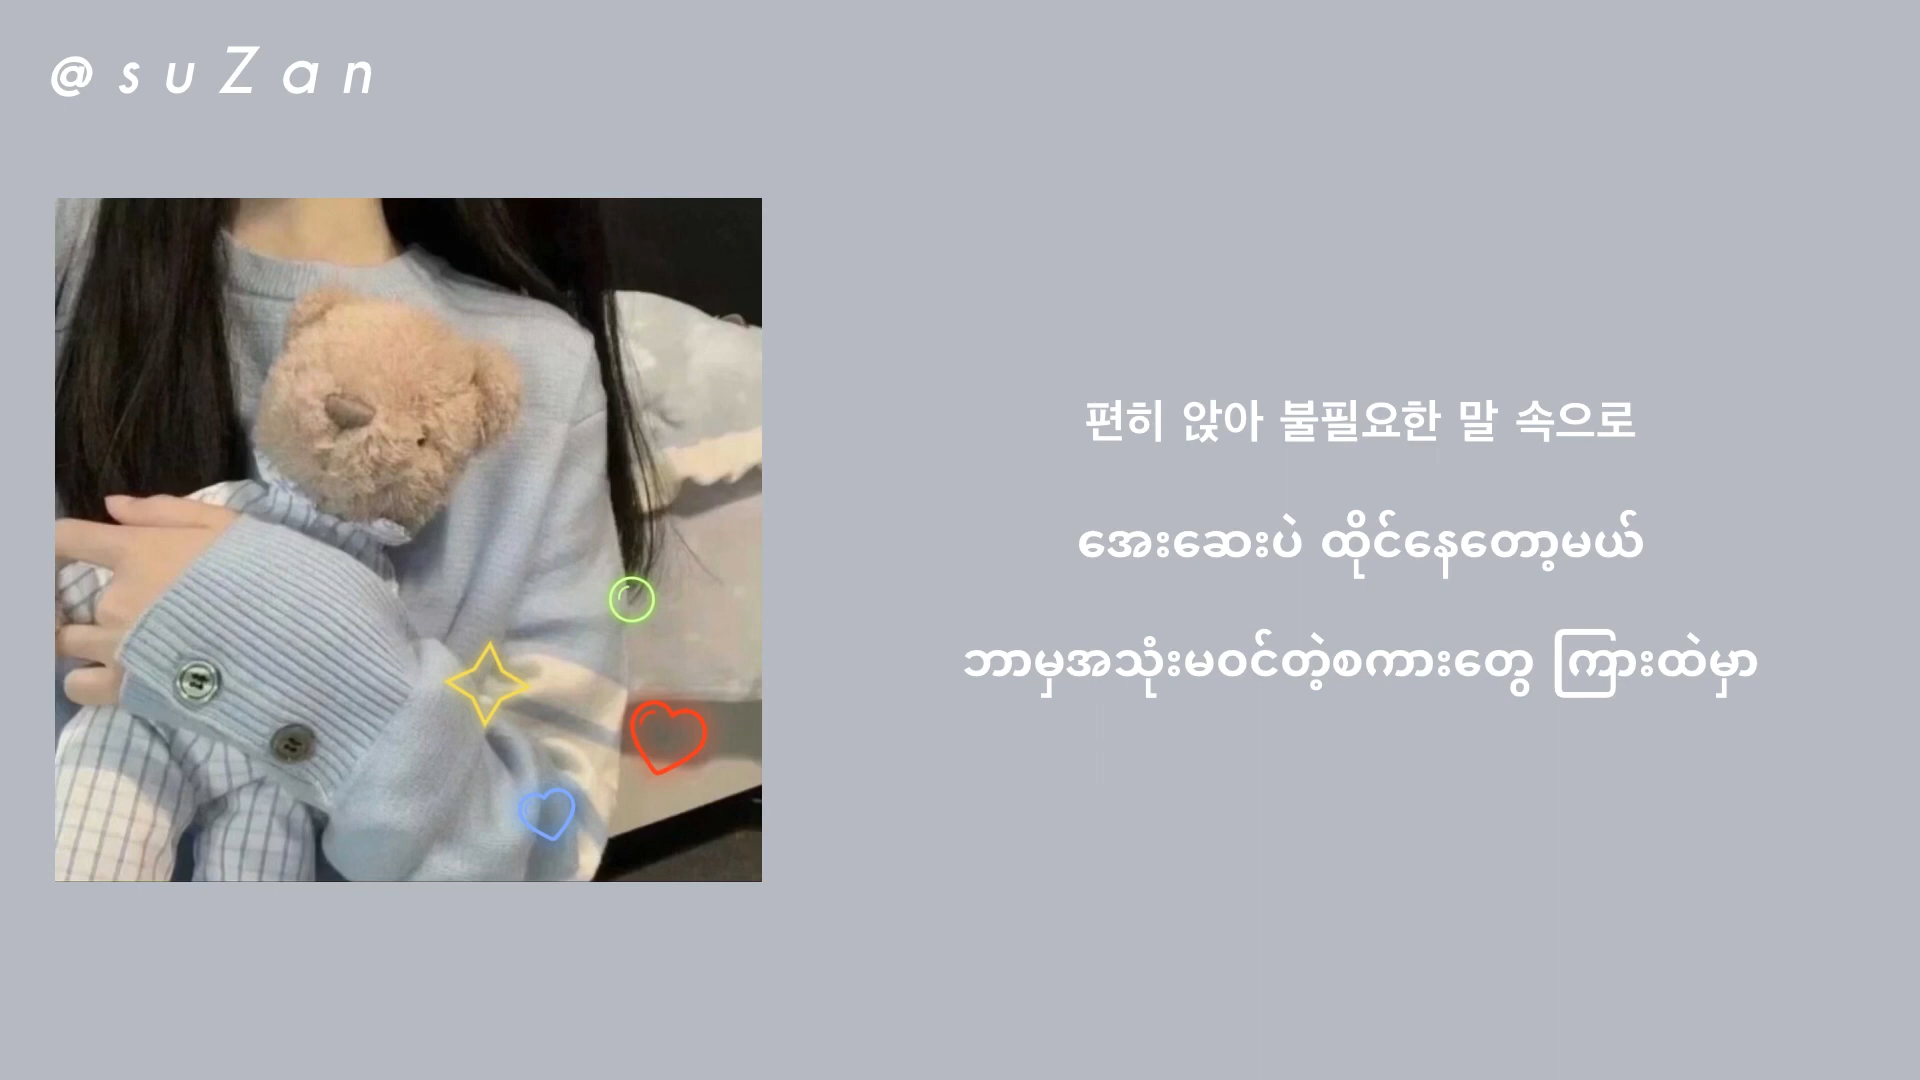 @suZan
편히 앉아 불필요한 말 속으로
အေးဆေးပဲ ထိုင်နေတော့မယ်
ဘာမှအသုံးမဝင်တဲ့စကားတွေ ကြားထဲမှာ